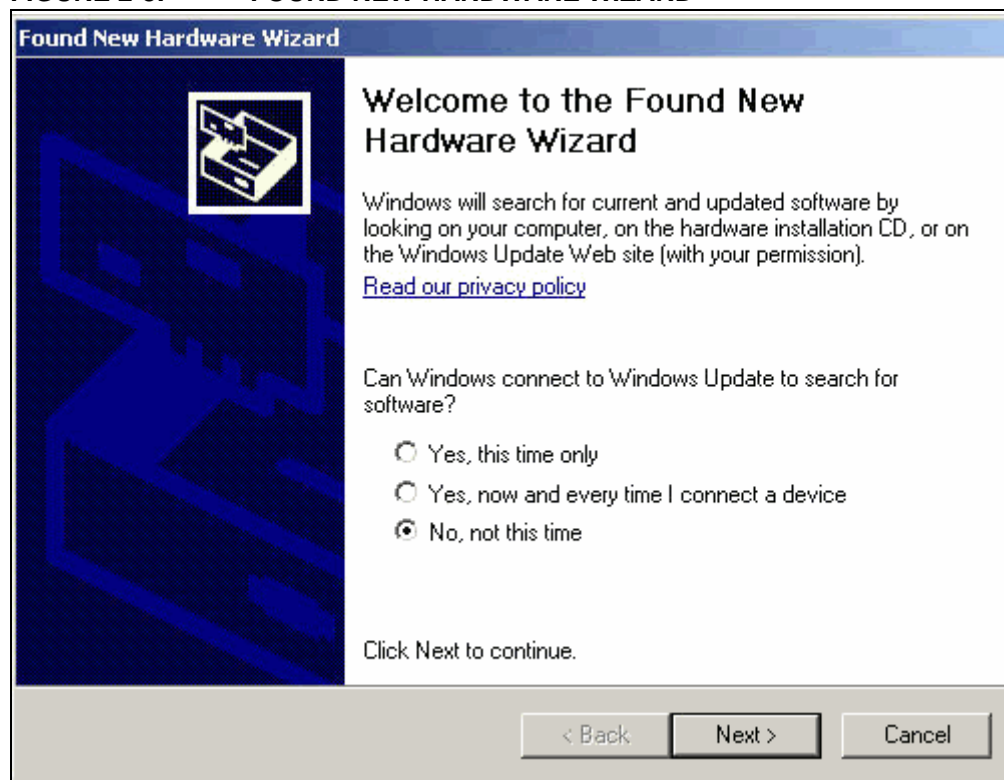 Found New Hardware Wizard
Welcome to the Found New
Hardware Wizard
Windows will search for current and updated software by
looking on your computer, on the hardware installation CD, or on
the Windows Update Web site (with your permission).
Read our privacy policy
Can Windows connect to Windows Update to search for
software?
Yes, this time only
Yes, now and every time I connect a device
No, not this time
Click Next to continue.
< Back
Next >
Cancel